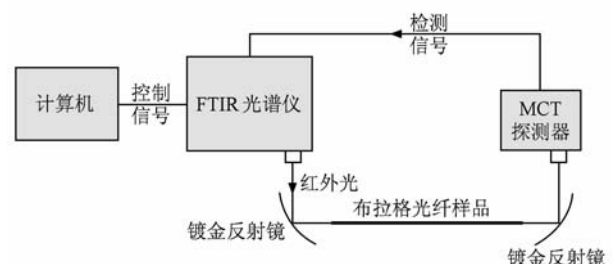 检测
信号
计算机
控制
信号
FTIR 光谱仪
MCT
探测器
红外光
布拉格光纤样品
镀金反射镜
镀金反射镜